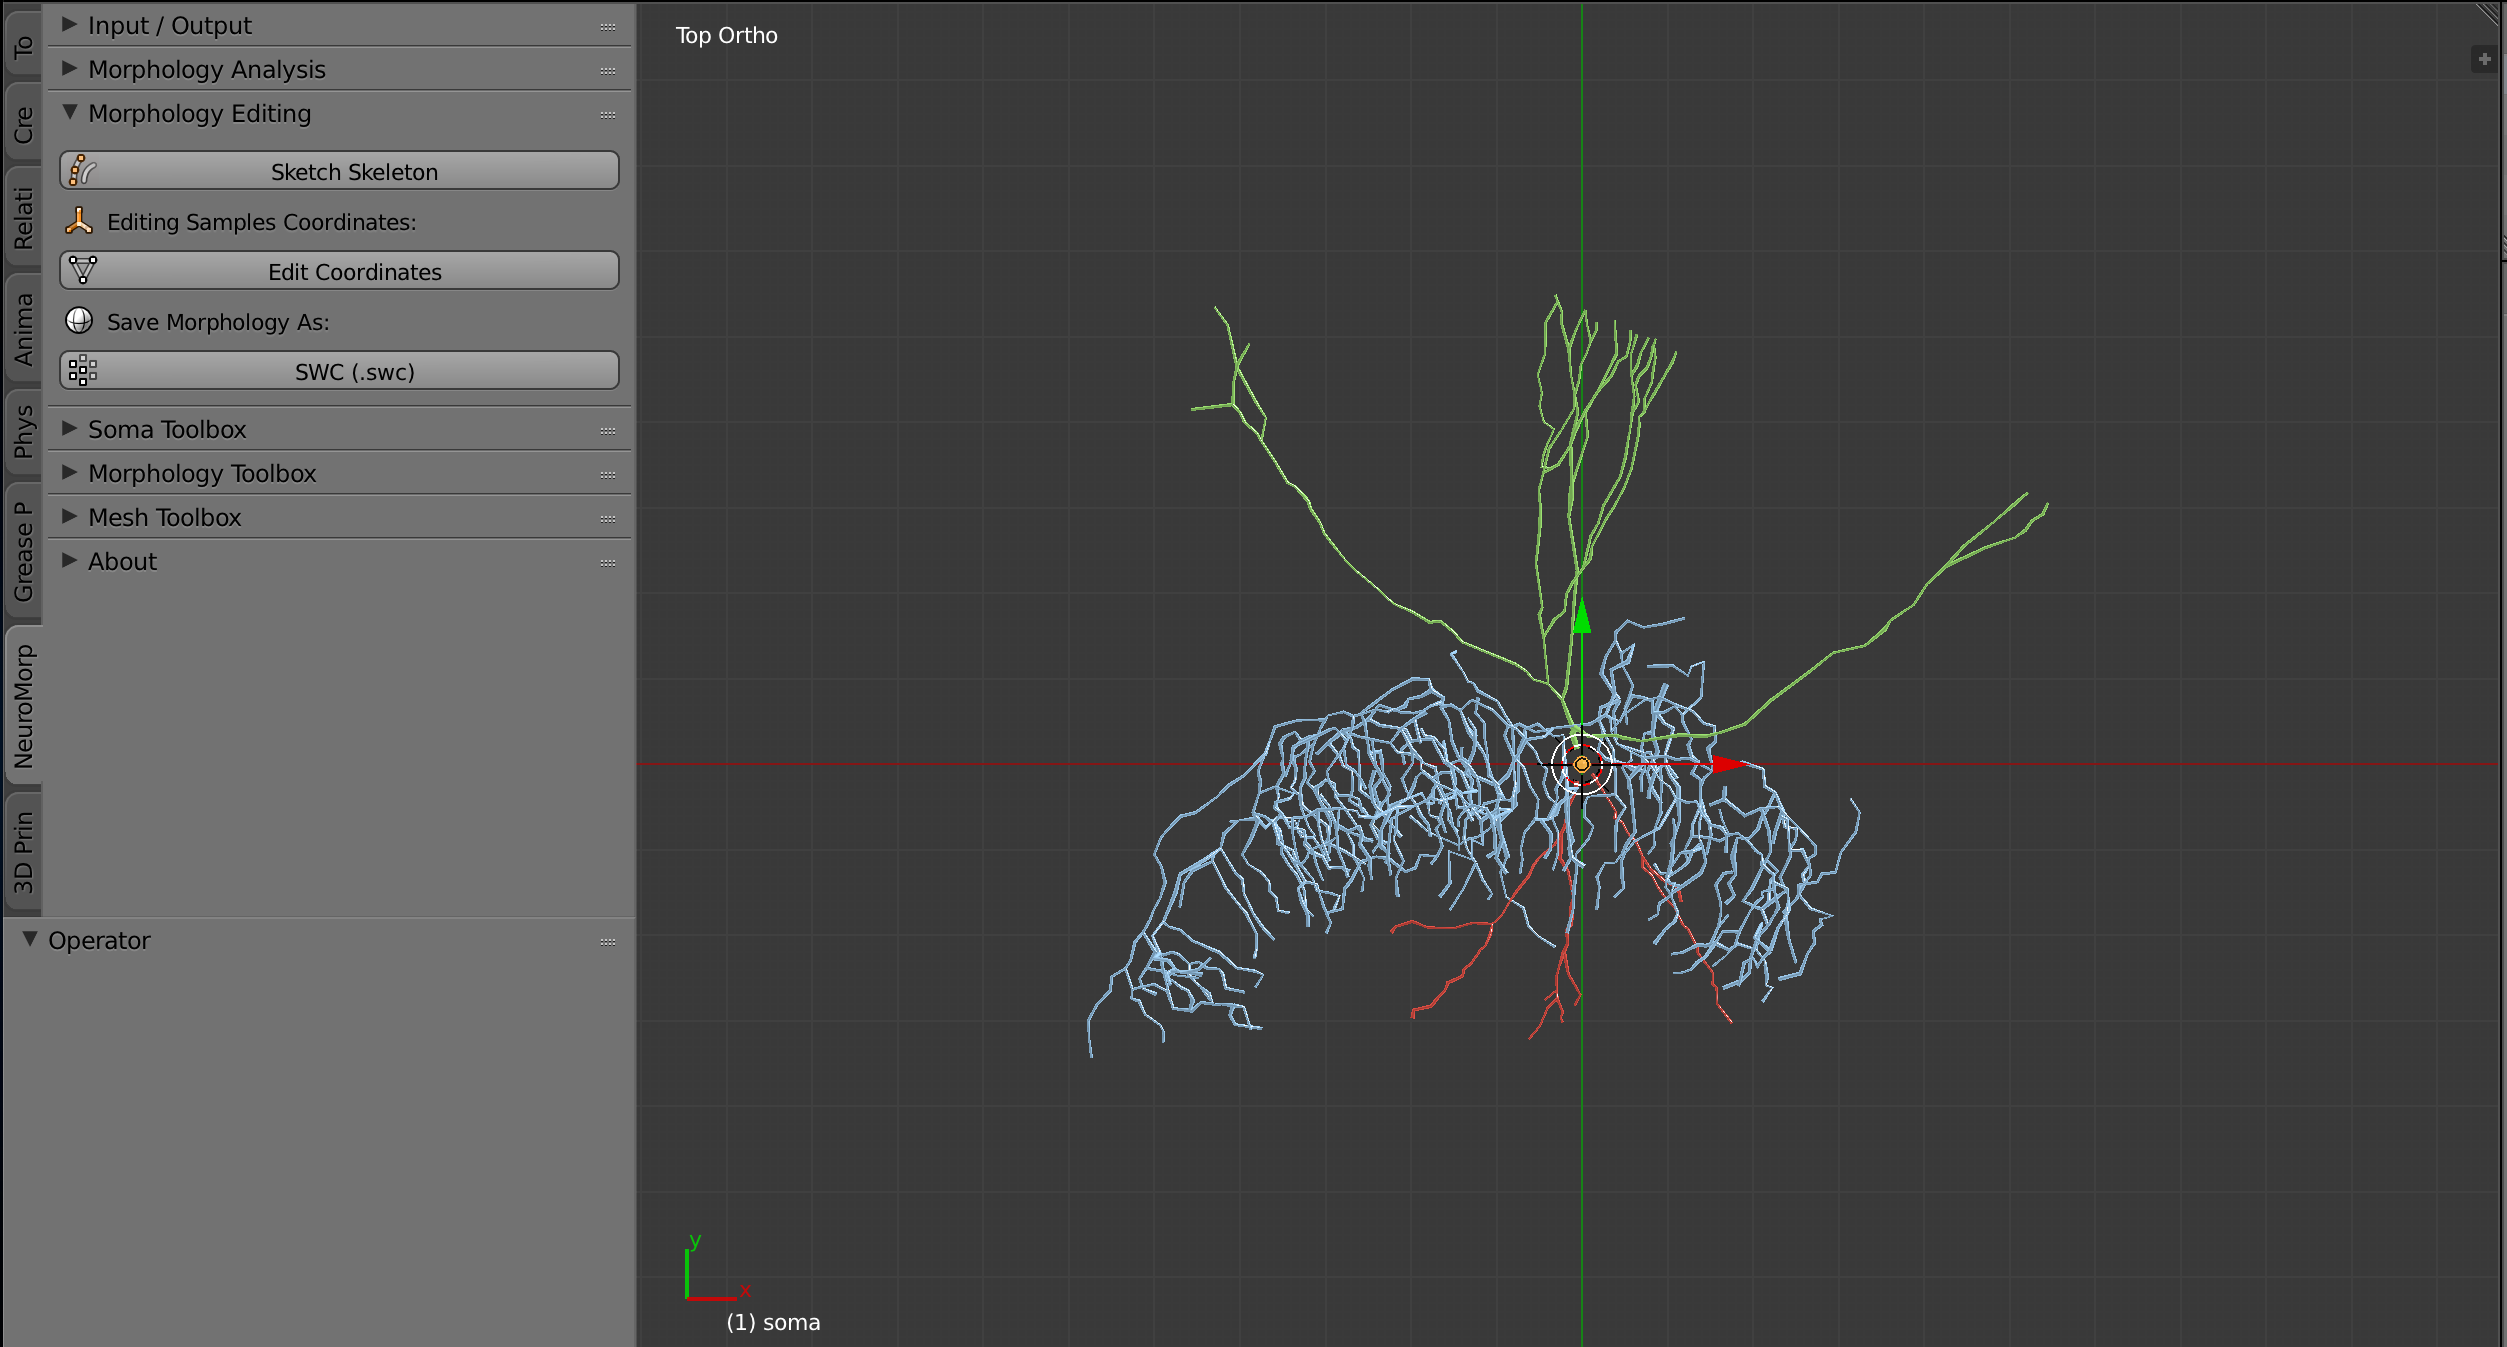 To
Cre
Relati
Anima
Phys
Grease P
NeuroMorp
3D Prin
Input / Output
Morphology Analysis
Morphology Editing
Sketch Skeleton
Editing Samples Coordinates:
Edit Coordinates
Save Morphology As:
SWC (.swc)
Soma Toolbox
Morphology Toolbox
Mesh Toolbox
About
Operator
Top Ortho
y
x
(1) soma